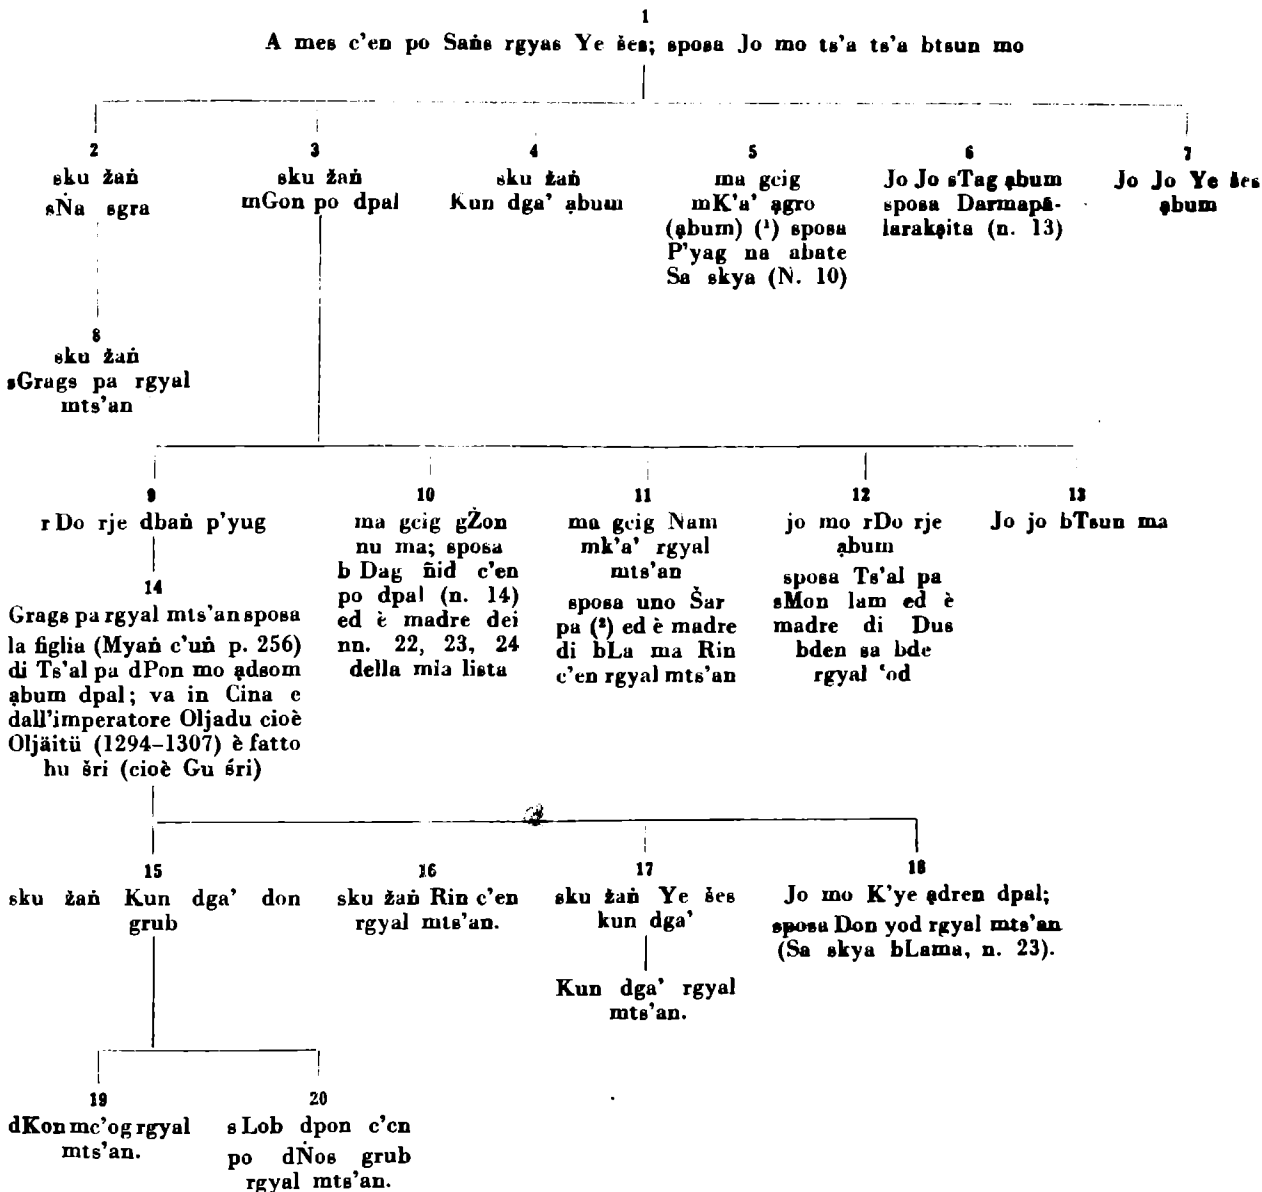 1
A mes c'en po Saṅs rgyas Ye šes; sposa Jo mo ts'a ts'a btsun mo
2
sku žaṅ
sṄa sgra
3
sku žaṅ
mGon po dpal
4
sku žaṅ
Kun dga' ạbum
5
ma gcig
mK'a' ạgro
(ạbum) (¹) sposa
P'yag na abate
Sa skya (N. 10)
6
Jo Jo sTag ạbum
sposa Darmapā-
larakṣita (n. 13)
7
Jo Jo Ye šes
ạbum
8
sku žaṅ
sGrags pa rgyal
mts'an
9
rDo rje dbaṅ p'yug
10
ma gcig gŽon
nu ma; sposa
b Dag ñid c'en
po dpal (n. 14)
ed è madre dei
nn. 22, 23, 24
della mia lista
11
ma gcig Nam
mk'a' rgyal
mts'an
sposa uno Šar
pa (²) ed è madre
di bLa ma Rin
c'en rgyal mts'an
12
jo mo rDo rje
ạbum
sposa Ts'al pa
sMon lam ed è
madre di Dus
bden sa bde
rgyal 'od
13
Jo jo bTsun ma
14
Grags pa rgyal mts'an sposa
la figlia (Myaṅ c'uṅ p. 256)
di Ts'al pa dPon mo ạdsom
ạbum dpal; va in Cina e
dall'imperatore Oljadu cioè
Oljäitü (1294–1307) è fatto
hu šri (cioè Gu śri)
15
sku žaṅ Kun dga' don
grub
16
sku žaṅ Rin c'en
rgyal mts'an.
17
sku žaṅ Ye šes
kun dga'
18
Jo mo K'ye ạdren dpal;
sposa Don yod rgyal mts'an
(Sa skya bLama, n. 23).
Kun dga' rgyal
mts'an.
19
dKon mc'og rgyal
mts'an.
20
sLob dpon c'en
po dṄos grub
rgyal mts'an.